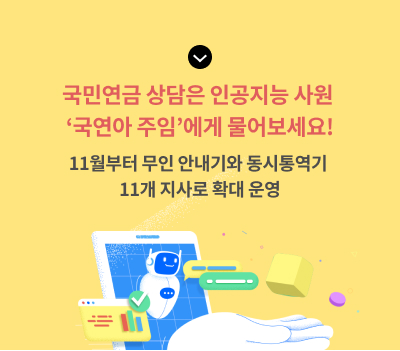 국민연금 상담은 인공지능 사원
‘국연아 주임’에게 물어보세요!
11월부터 무인 안내기와 동시통역기
11개 지사로 확대 운영